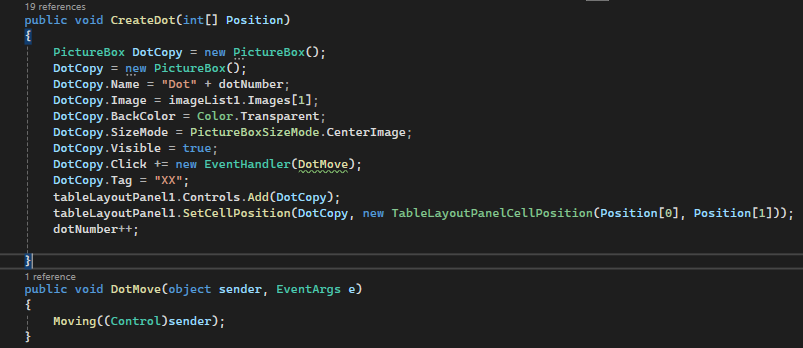 19 references
public void CreateDot(int[] Position)
{
PictureBox DotCopy = new PictureBox();
DotCopy = new PictureBox();
DotCopy.Name = "Dot" + dotNumber;
DotCopy.Image = imageList1.Images[1];
DotCopy.BackColor = Color.Transparent;
DotCopy.SizeMode = PictureBoxSizeMode.CenterImage;
DotCopy.Visible = true;
DotCopy.Click += new EventHandler(DotMove);
DotCopy.Tag = "XX";
tableLayoutPanel1.Controls.Add(DotCopy);
tableLayoutPanel1.SetCellPosition(DotCopy, new TableLayoutPanelCellPosition(Position[0], Position[1]));
dotNumber++;
}
1 reference
public void DotMove(object sender, EventArgs e)
{
Moving((Control)sender);
}